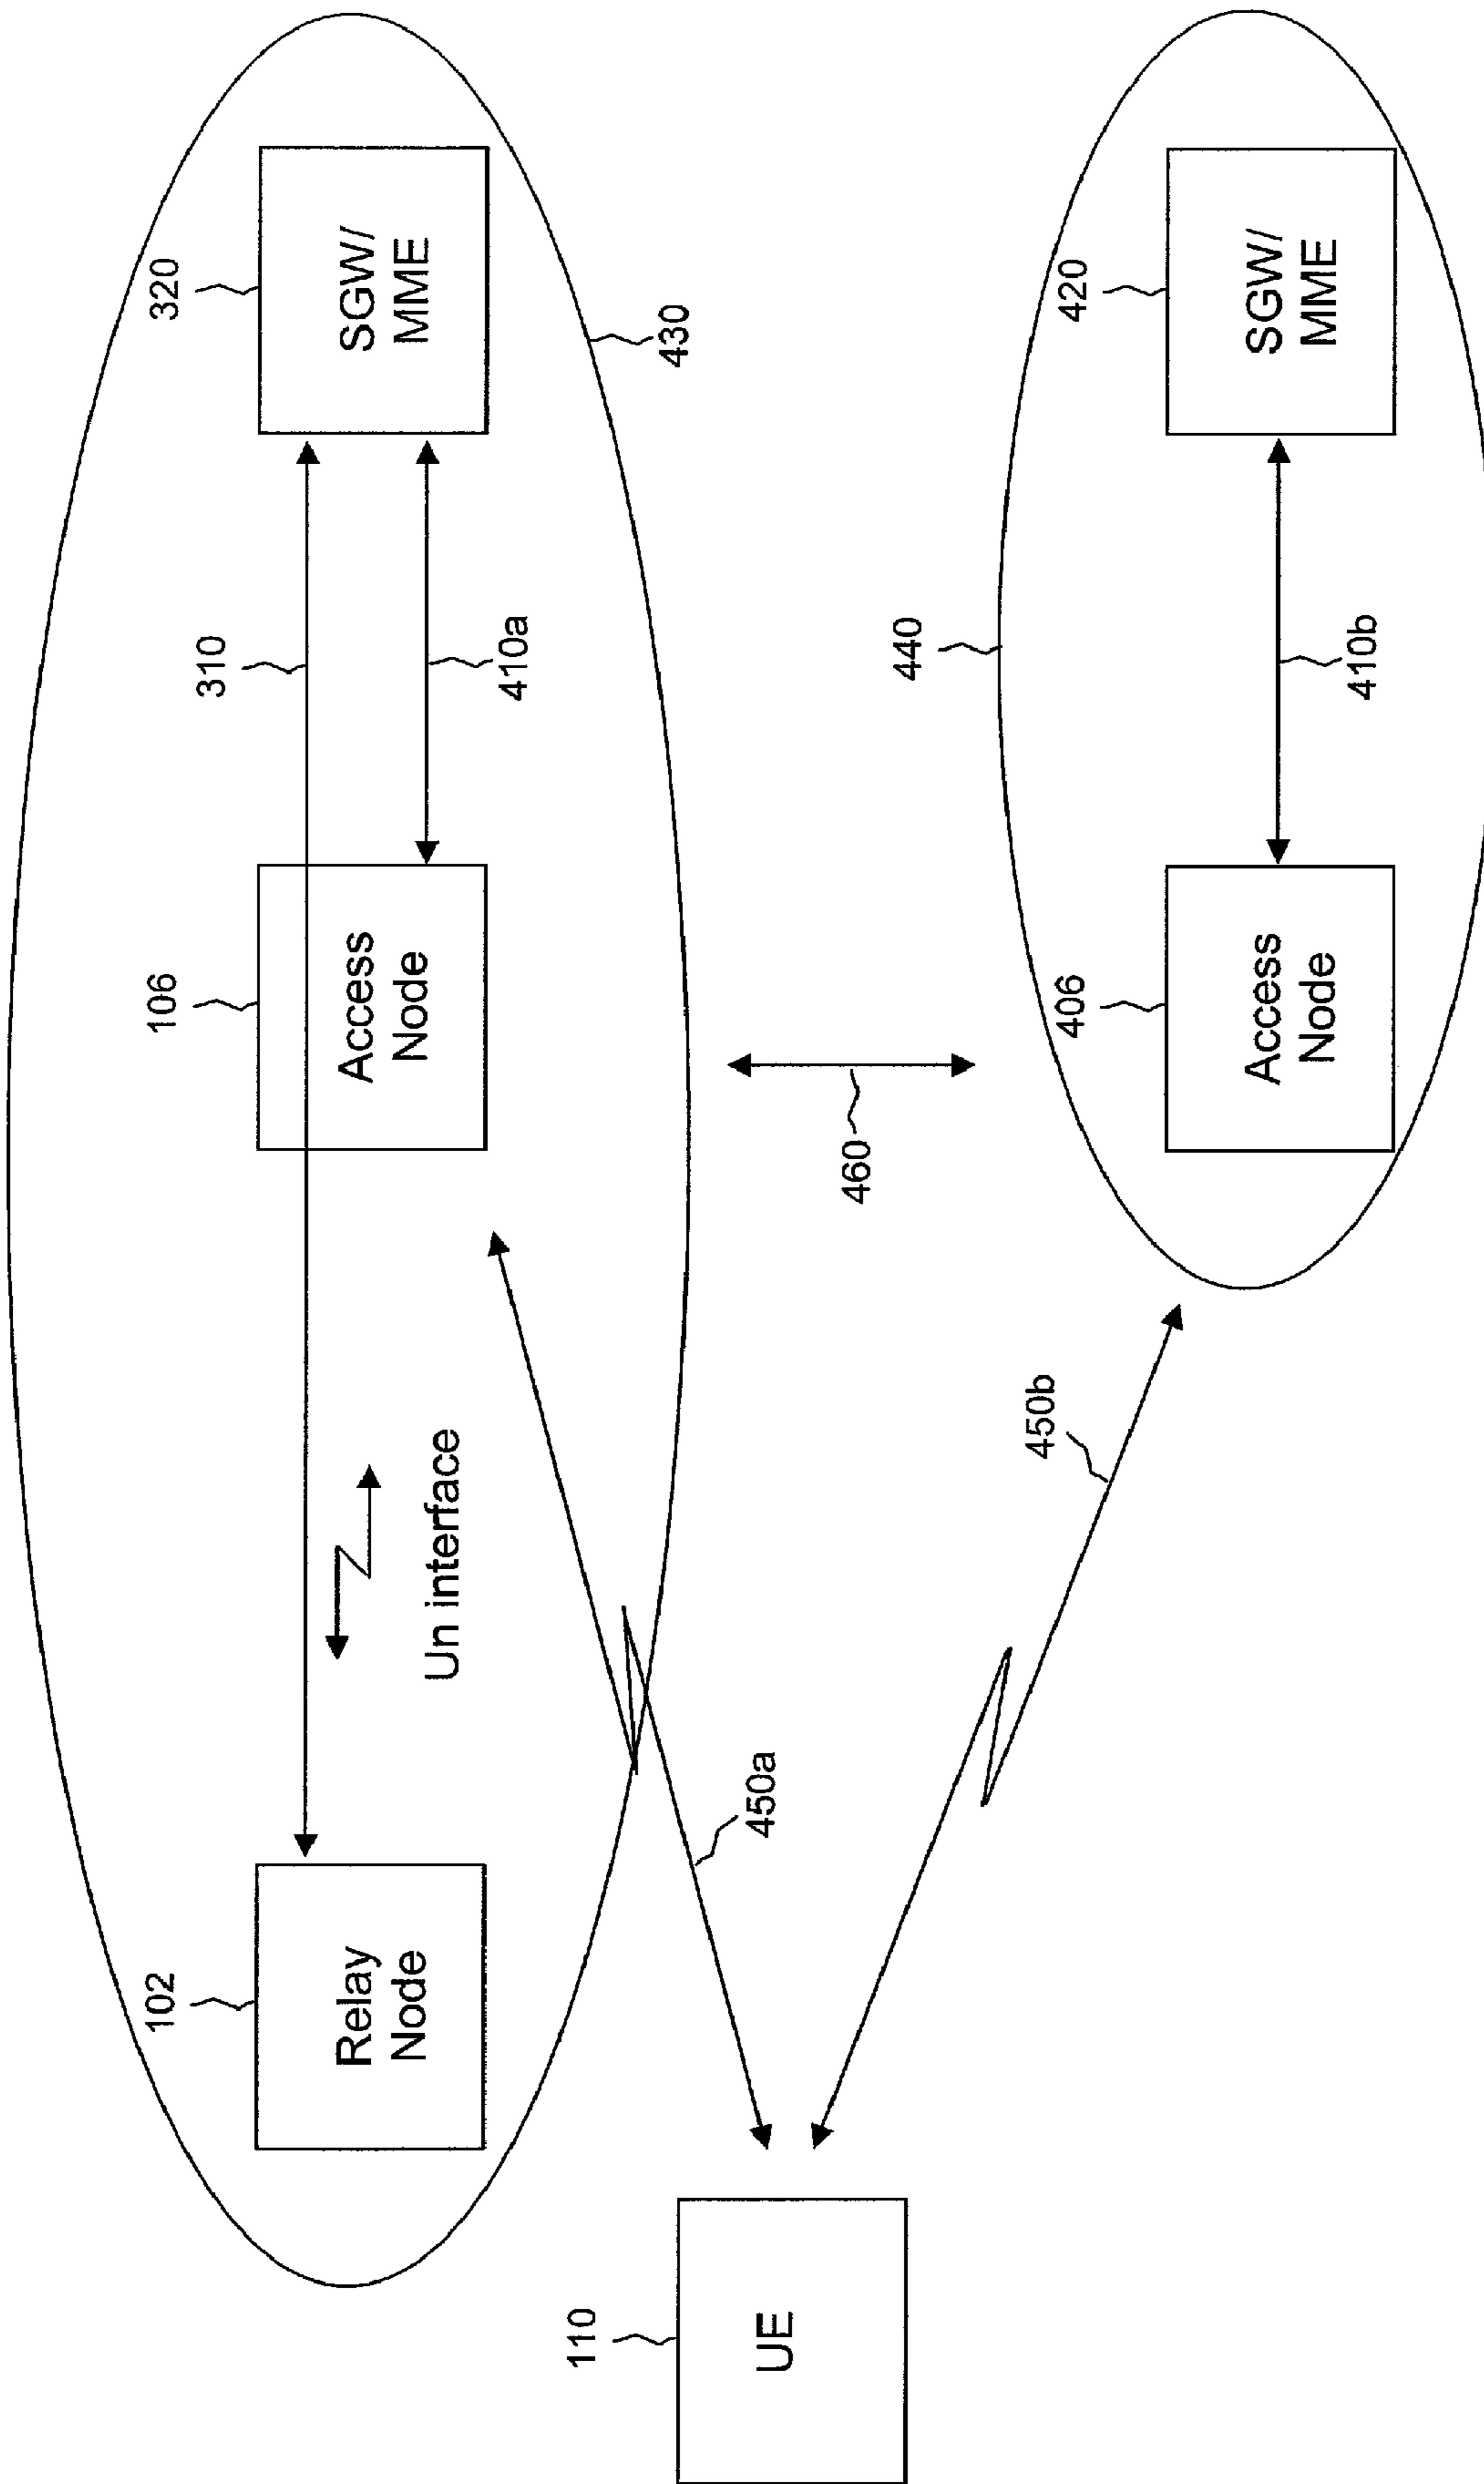 102
Relay
Node
Un interface
106
Access
Node
310
410a
320
SGW/
MME
430
110
UE
450a
450b
460
440
406
Access
Node
410b
420
SGW/
MME